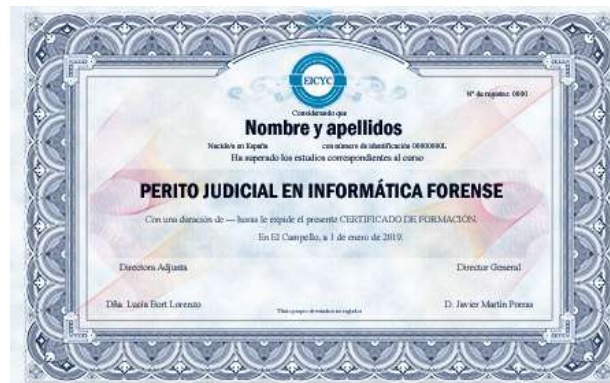 EICYC
Nº de registro: 0000
Considerando que
Nombre y apellidos
Nacido/a en España con número de identificación 00000000L
Ha superado los estudios correspondientes al curso
PERITO JUDICIAL EN INFORMÁTICA FORENSE
Con una duración de — horas le expide el presente CERTIFICADO DE FORMACIÓN.
En El Campello, a 1 de enero de 2019.
Directora Adjunta Director General
Dña. Lucía Bort Lorenzo D. Javier Martín Porras